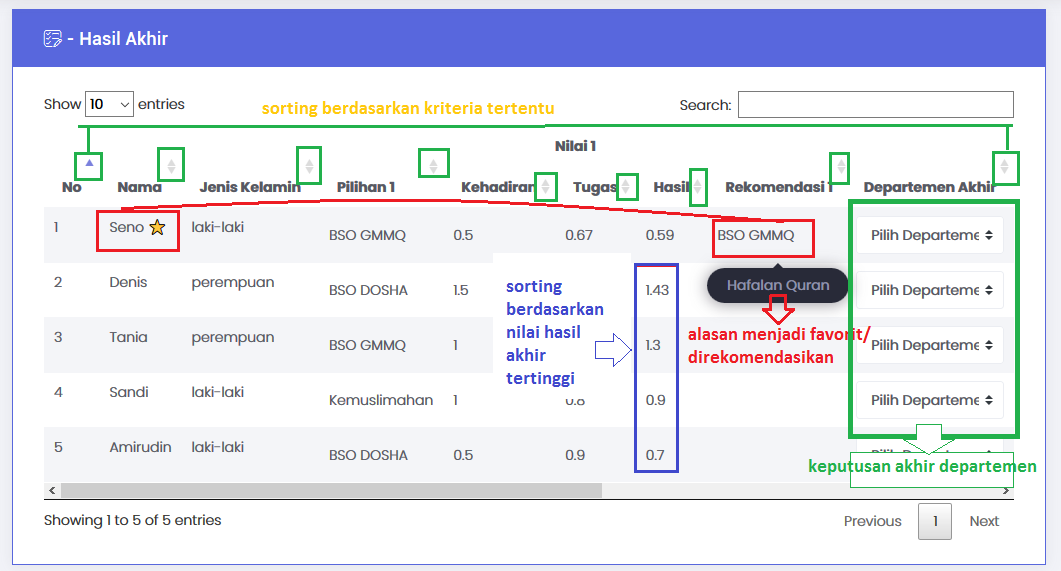 - Hasil Akhir
Show 10 entries
sorting berdasarkan kriteria tertentu
Search:
Nilai 1
No Nama Jenis Kelamin Pilihan 1 Kehadiran Tugas Hasil Rekomendasi 1 Departemen Akhir
1 Seno laki-laki BSO GMMQ 0.5 0.67 0.59 BSO GMMQ Pilih Departeme
Hafalan Quran
2 Denis perempuan BSO DOSHA 1.5 1.43 Pilih Departeme
sorting
berdasarkan
nilai hasil
akhir
tertinggi
alasan menjadi favorit/
direkomendasikan
3 Tania perempuan BSO GMMQ 1 1.3 Pilih Departeme
4 Sandi laki-laki Kemuslimahan 1 0.8 0.9 Pilih Departeme
5 Amirudin laki-laki BSO DOSHA 0.5 0.9 0.7
keputusan akhir departemen
Showing 1 to 5 of 5 entries
Previous 1 Next